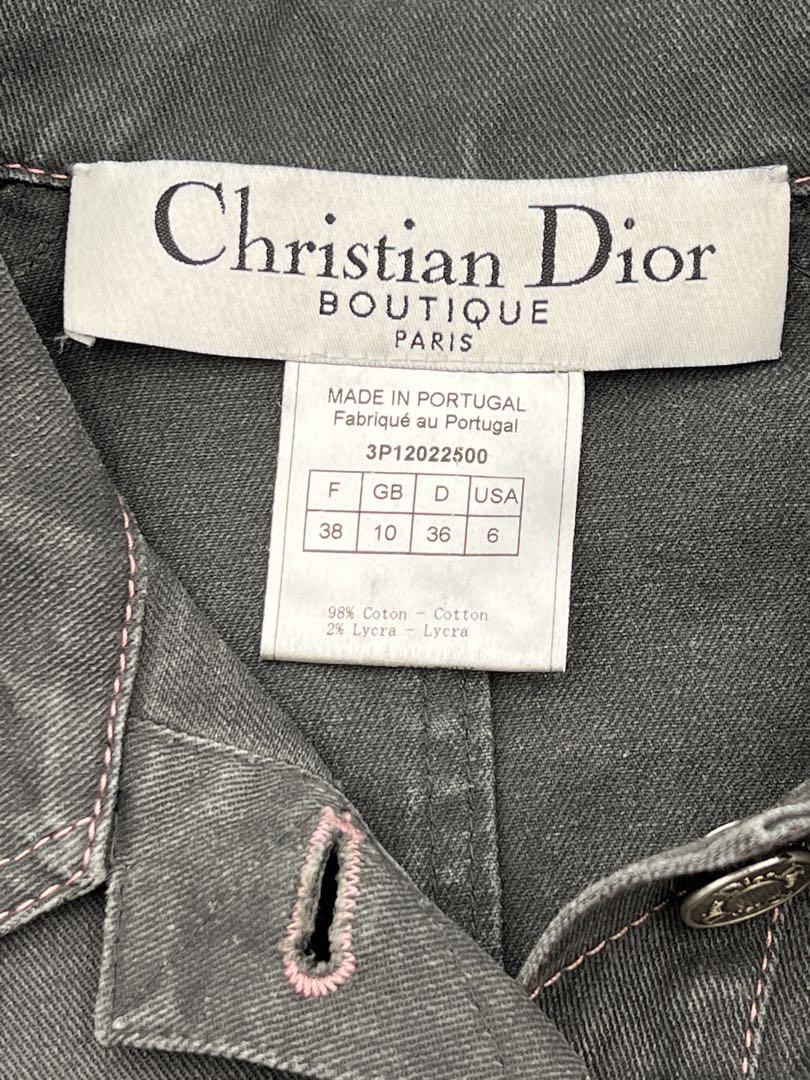 Christian Dior
BOUTIQUE
PARIS
MADE IN PORTUGAL
Fabriqué au Portugal
3P12022500
F GB D USA
38 10 36 6
98% Coton - Cotton
2% Lycra - Lycra